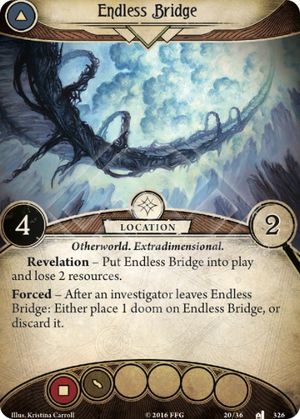 Endless Bridge
4
LOCATION
2
Otherworld. Extradimensional.
Revelation – Put Endless Bridge into play
and lose 2 resources.
Forced – After an investigator leaves Endless
Bridge: Either place 1 doom on Endless Bridge, or
discard it.
Illus. Kristina Carroll
© 2016 FFG
20/36
326